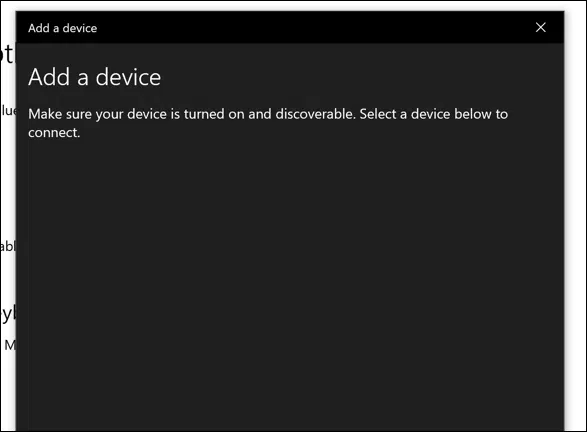 Add a device
Add a device
Make sure your device is turned on and discoverable. Select a device below to
connect.